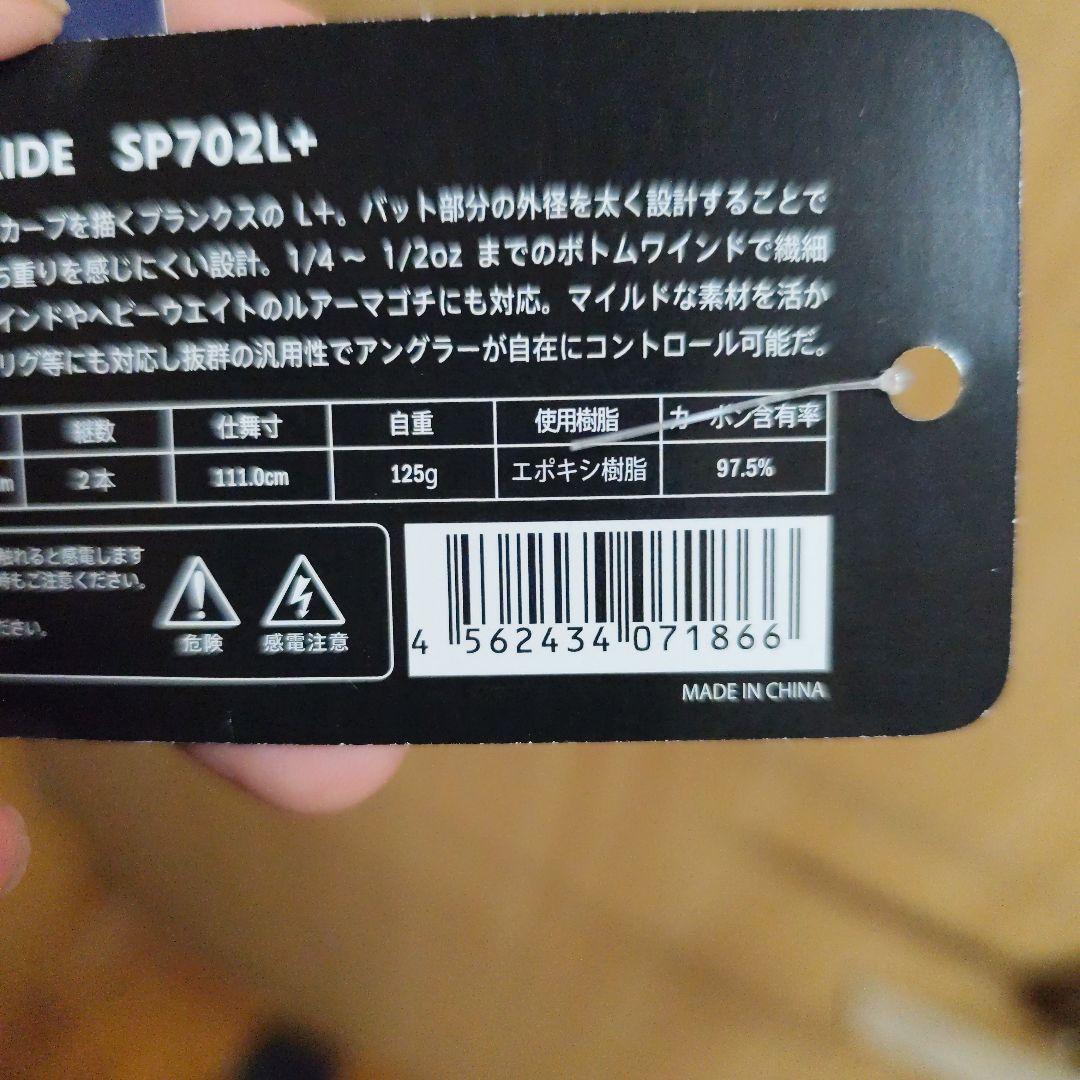 IDE SP702L+
カーブを描くブランクスの L+。バット部分の外径を太く設計することで
重りを感じにくい設計。1/4～ 1/2oz までのボトムワインドで繊細
インドやヘビーウエイトのルアーマゴチにも対応。マイルドな素材を活か
リグ等にも対応し抜群の汎用性でアングラーが自在にコントロール可能だ。
継数 仕舞寸 自重 使用樹脂 カーボン含有率
m 2本 111.0cm 125g エポキシ樹脂 97.5%
触れると感電します
時もご注意ください。
ださい。
危険 感電注意
4 562434 071866
MADE IN CHINA